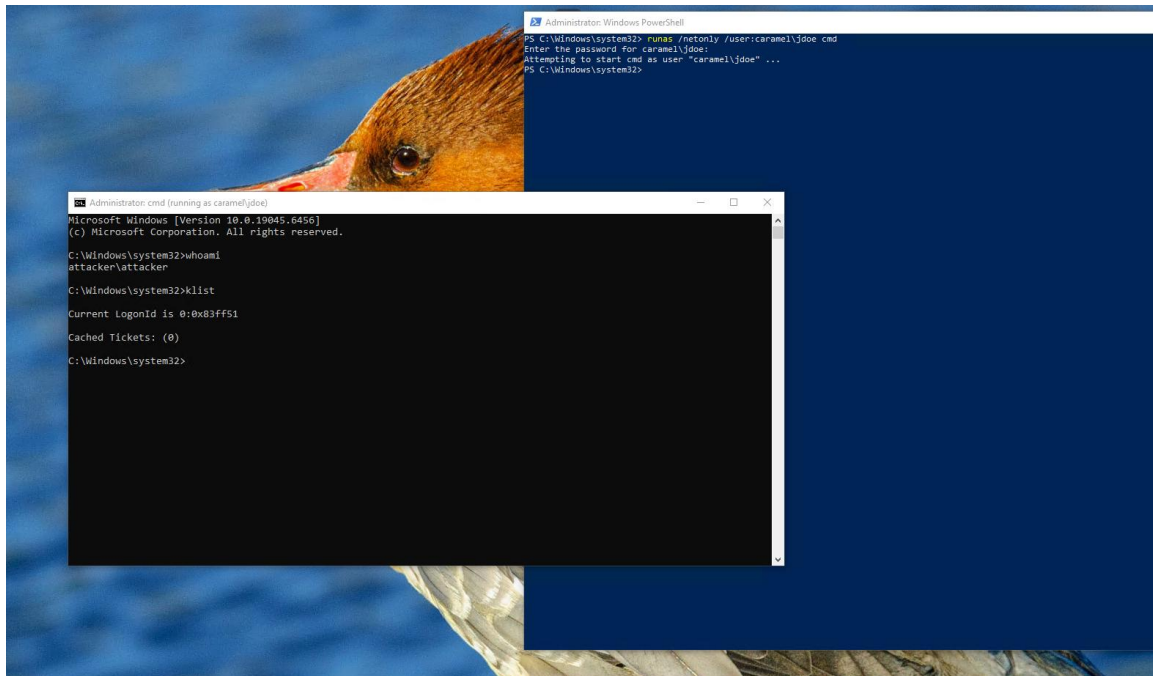 Administrator: Windows PowerShell
PS C:\Windows\system32> runas /netonly /user:caramel\jdoe cmd
Enter the password for caramel\jdoe:
Attempting to start cmd as user "caramel\jdoe" ...
PS C:\Windows\system32>
Administrator: cmd (running as caramel\jdoe)
Microsoft Windows [Version 10.0.19045.6456]
(c) Microsoft Corporation. All rights reserved.
C:\Windows\system32>whoami
attacker\attacker
C:\Windows\system32>klist
Current LogonId is 0:0x83ff51
Cached Tickets: (0)
C:\Windows\system32>